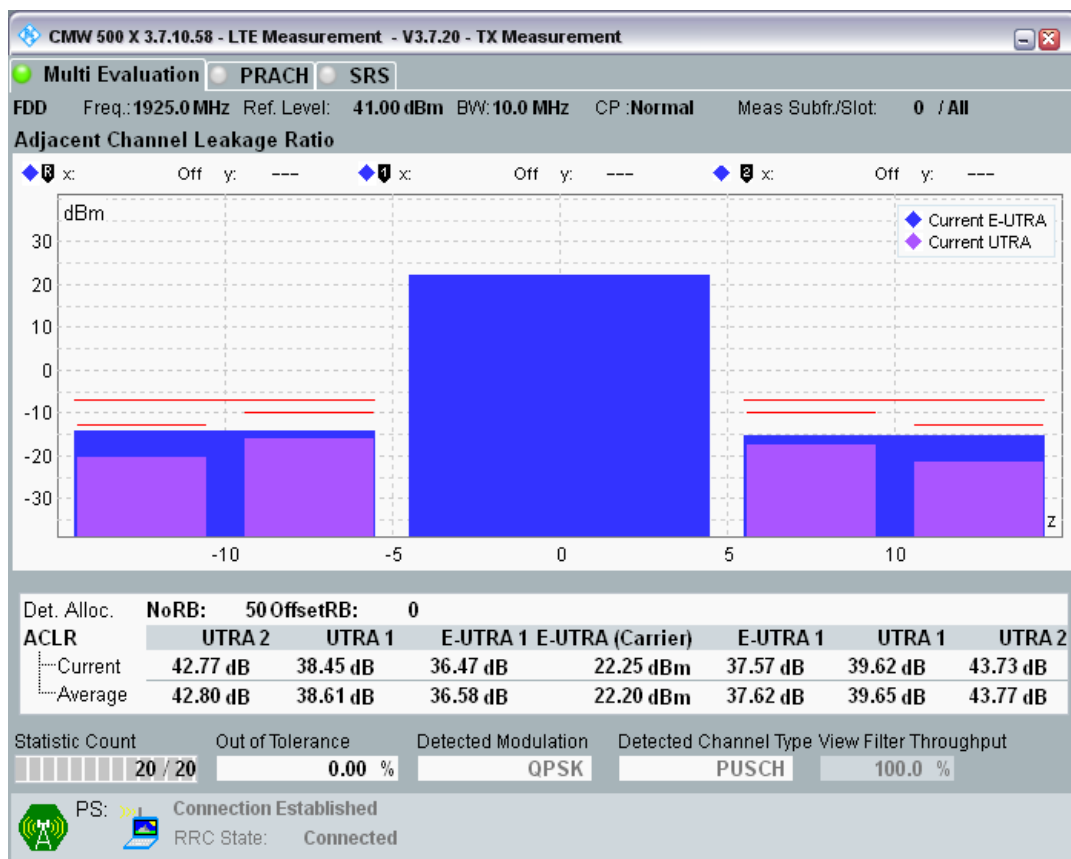 CMW 500 X 3.7.10.58 - LTE Measurement - V3.7.20 - TX Measurement
Multi Evaluation PRACH SRS
FDD Freq.: 1925.0 MHz Ref. Level: 41.00 dBm BW: 10.0 MHz CP :Normal Meas Subfr./Slot: 0 / All
Adjacent Channel Leakage Ratio
R x: Off y: --- 1 x: Off y: --- 2 x: Off y: ---
dBm
Current E-UTRA
Current UTRA
30
20
10
0
-10
-20
-30
z
-10 -5 0 5 10
Det. Alloc. NoRB: 50 OffsetRB: 0
ACLR UTRA 2 UTRA 1 E-UTRA 1 E-UTRA (Carrier) E-UTRA 1 UTRA 1 UTRA 2
Current 42.77 dB 38.45 dB 36.47 dB 22.25 dBm 37.57 dB 39.62 dB 43.73 dB
Average 42.80 dB 38.61 dB 36.58 dB 22.20 dBm 37.62 dB 39.65 dB 43.77 dB
Statistic Count Out of Tolerance Detected Modulation Detected Channel Type View Filter Throughput
20 / 20 0.00 % QPSK PUSCH 100.0 %
PS: Connection Established
RRC State: Connected